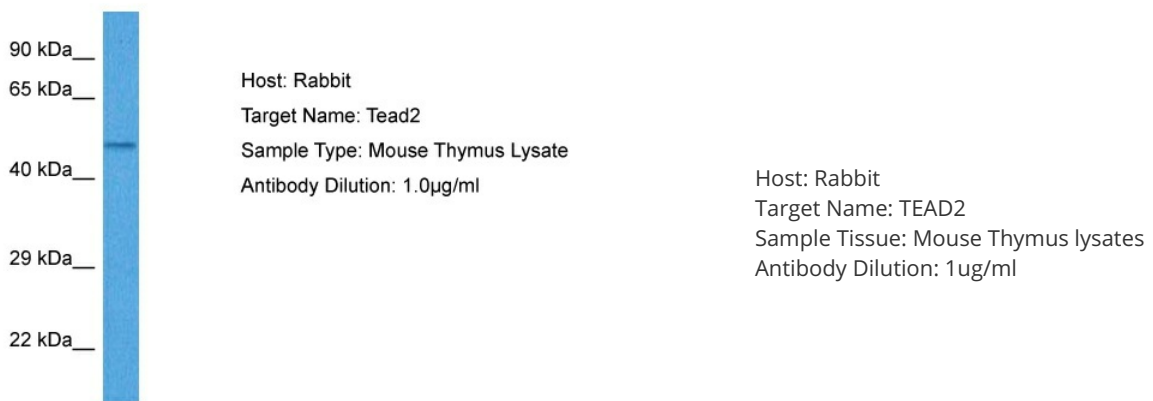 90 kDa__
65 kDa__
40 kDa__
29 kDa__
22 kDa__
Host: Rabbit
Target Name: Tead2
Sample Type: Mouse Thymus Lysate
Antibody Dilution: 1.0µg/ml
Host: Rabbit
Target Name: TEAD2
Sample Tissue: Mouse Thymus lysates
Antibody Dilution: 1ug/ml